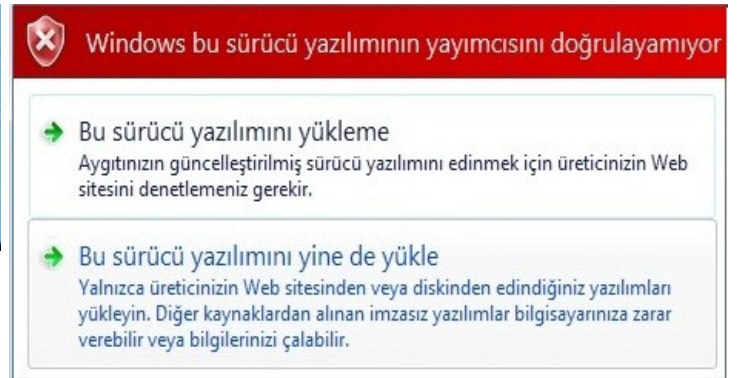 Windows bu sürücü yazılımının yayımcısını doğrulayamıyor
Bu sürücü yazılımını yükleme
Aygıtınızın güncelleştirilmiş sürücü yazılımını edinmek için üreticinizin Web
sitesini denetlemeniz gerekir.
Bu sürücü yazılımını yine de yükle
Yalnızca üreticinizin Web sitesinden veya diskinden edindiğiniz yazılımları
yükleyin. Diğer kaynaklardan alınan imzasız yazılımlar bilgisayarınıza zarar
verebilir veya bilgilerinizi çalabilir.